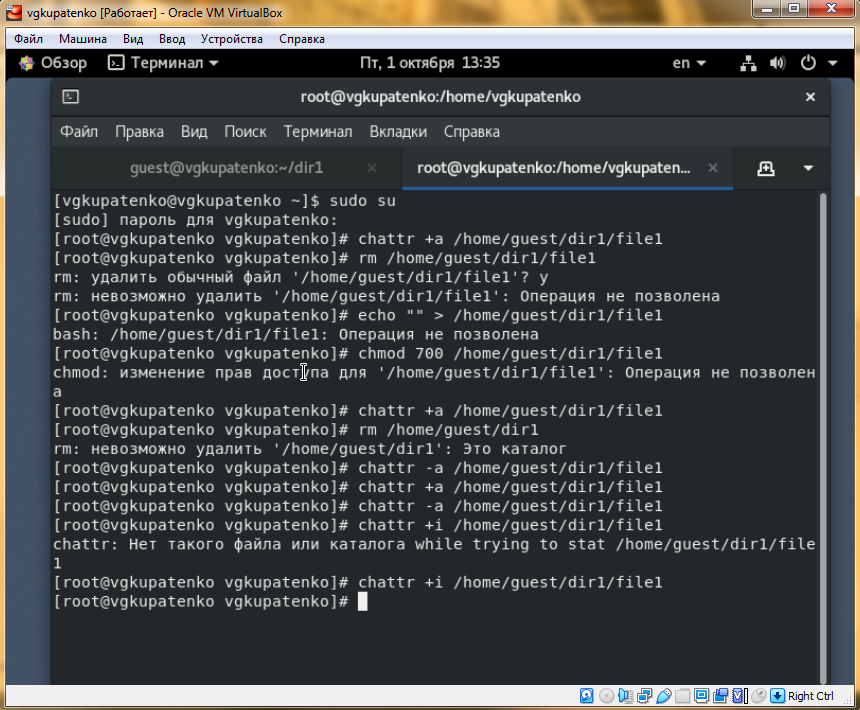 vgkupatenko [Работает] - Oracle VM VirtualBox
Файл Машина Вид Ввод Устройства Справка
Обзор Терминал Пт, 1 октября 13:35 en
root@vgkupatenko:/home/vgkupatenko
Файл Правка Вид Поиск Терминал Вкладки Справка
guest@vgkupatenko:~/dir1 root@vgkupatenko:/home/vgkupaten...
[vgkupatenko@vgkupatenko ~]$ sudo su
[sudo] пароль для vgkupatenko:
[root@vgkupatenko vgkupatenko]# chattr +a /home/guest/dir1/file1
[root@vgkupatenko vgkupatenko]# rm /home/guest/dir1/file1
rm: удалить обычный файл '/home/guest/dir1/file1'? y
rm: невозможно удалить '/home/guest/dir1/file1': Операция не позволена
[root@vgkupatenko vgkupatenko]# echo "" > /home/guest/dir1/file1
bash: /home/guest/dir1/file1: Операция не позволена
[root@vgkupatenko vgkupatenko]# chmod 700 /home/guest/dir1/file1
chmod: изменение прав доступа для '/home/guest/dir1/file1': Операция не позволен
а
[root@vgkupatenko vgkupatenko]# chattr +a /home/guest/dir1/file1
[root@vgkupatenko vgkupatenko]# rm /home/guest/dir1
rm: невозможно удалить '/home/guest/dir1': Это каталог
[root@vgkupatenko vgkupatenko]# chattr -a /home/guest/dir1/file1
[root@vgkupatenko vgkupatenko]# chattr +a /home/guest/dir1/file1
[root@vgkupatenko vgkupatenko]# chattr -a /home/guest/dir1/file1
[root@vgkupatenko vgkupatenko]# chattr +i /home/guest/dir1/file1
chattr: Нет такого файла или каталога while trying to stat /home/guest/dir1/file
1
[root@vgkupatenko vgkupatenko]# chattr +i /home/guest/dir1/file1
[root@vgkupatenko vgkupatenko]#
Right Ctrl